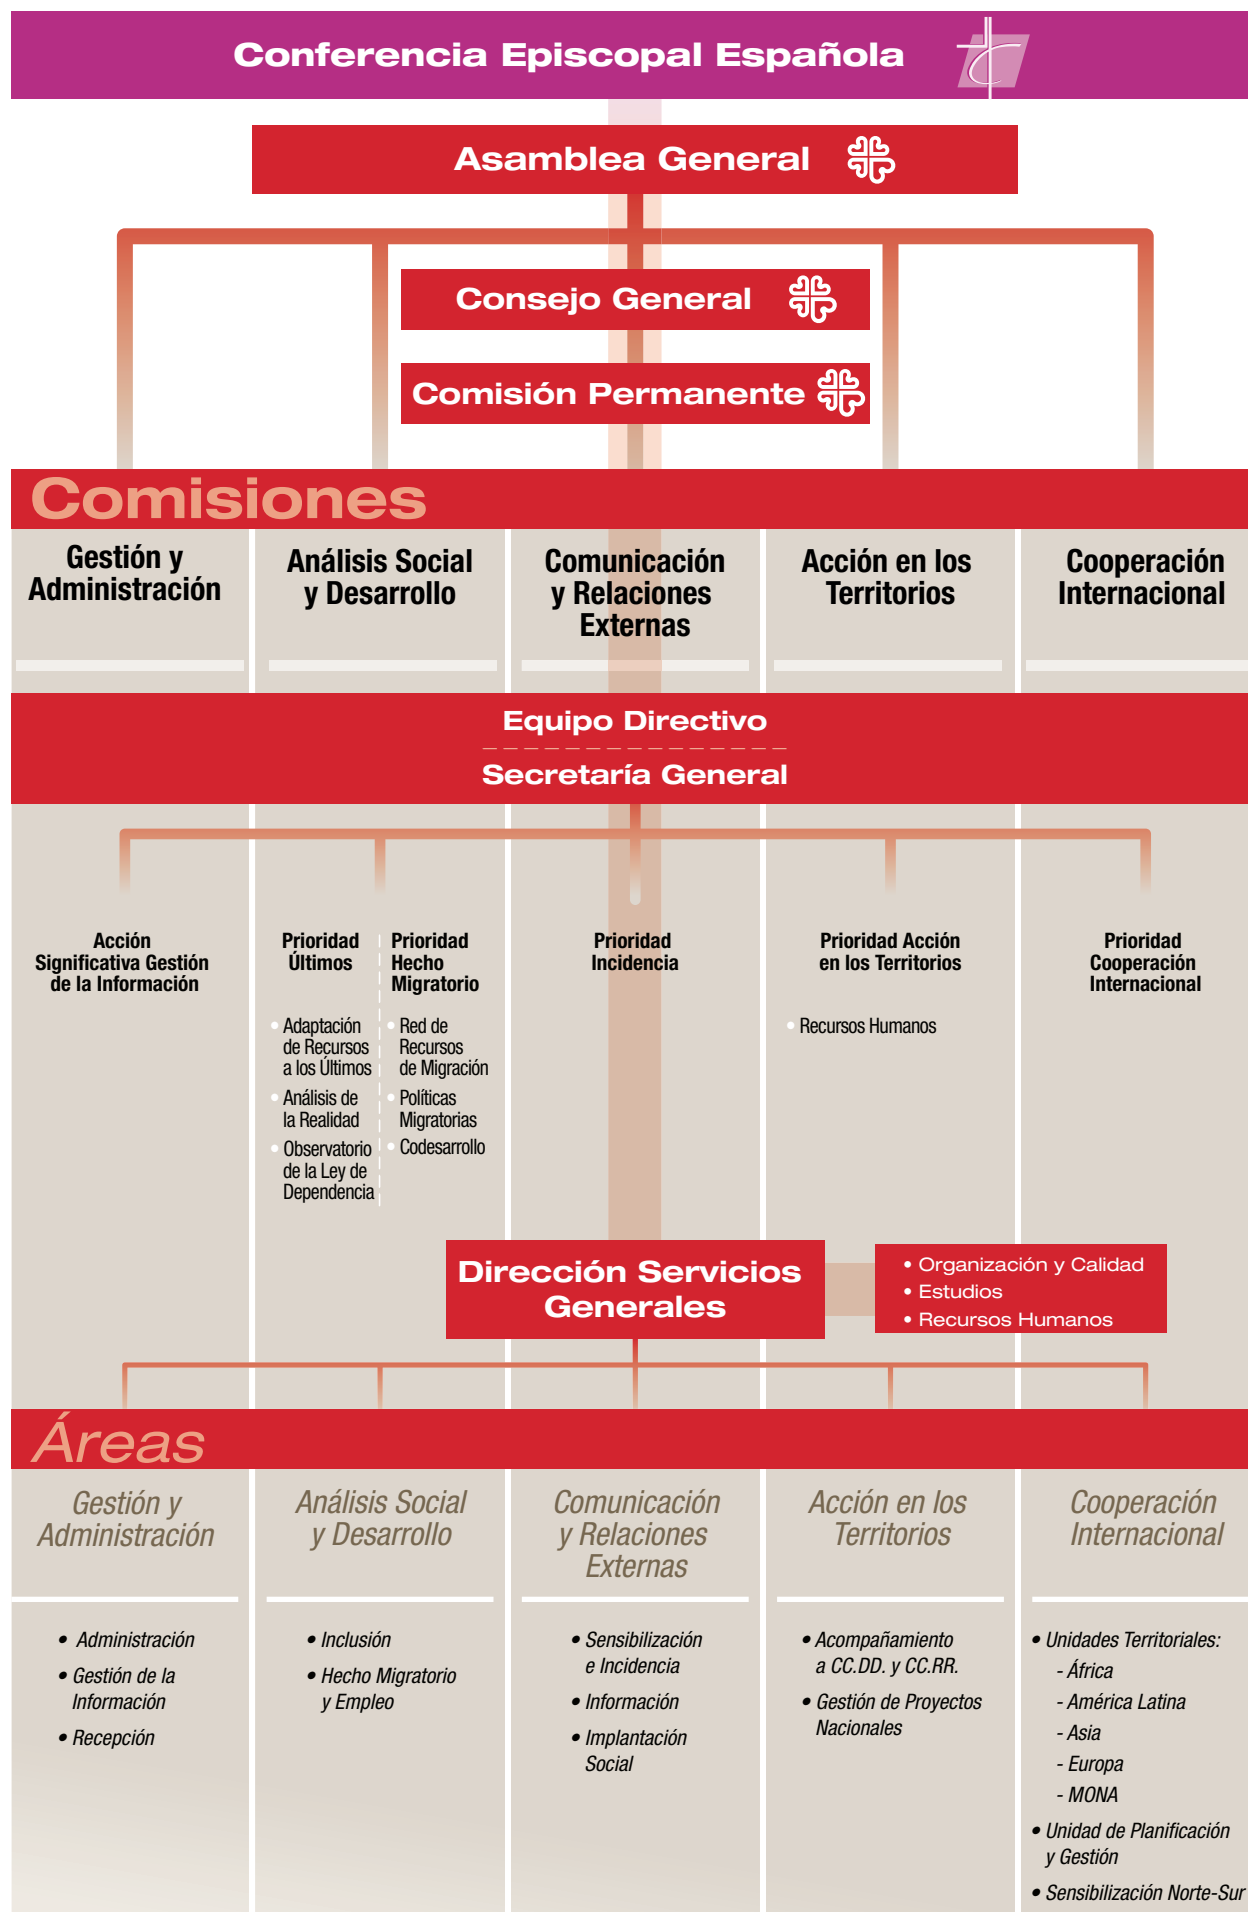 Conferencia Episcopal Española
Asamblea General
Consejo General
Comisión Permanente
Comisiones
Gestión y
Administración
Análisis Social
y Desarrollo
Comunicación
y Relaciones
Externas
Acción en los
Territorios
Cooperación
Internacional
Equipo Directivo
Secretaría General
Acción
Significativa Gestión
de la Información
Prioridad
Últimos
• Adaptación
de Recursos
a los Últimos
• Análisis de
la Realidad
• Observatorio
de la Ley de
Dependencia
Prioridad
Hecho
Migratorio
• Red de
Recursos
de Migración
• Políticas
Migratorias
• Codesarrollo
Prioridad
Incidencia
Prioridad Acción
en los Territorios
• Recursos Humanos
Prioridad
Cooperación
Internacional
Dirección Servicios
Generales
• Organización y Calidad
• Estudios
• Recursos Humanos
Áreas
Gestión y
Administración
• Administración
• Gestión de la
Información
• Recepción
Análisis Social
y Desarrollo
• Inclusión
• Hecho Migratorio
y Empleo
Comunicación
y Relaciones
Externas
• Sensibilización
e Incidencia
• Información
• Implantación
Social
Acción en los
Territorios
• Acompañamiento
a CC.DD. y CC.RR.
• Gestión de Proyectos
Nacionales
Cooperación
Internacional
• Unidades Territoriales:
- África
- América Latina
- Asia
- Europa
- MONA
• Unidad de Planificación
y Gestión
• Sensibilización Norte-Sur